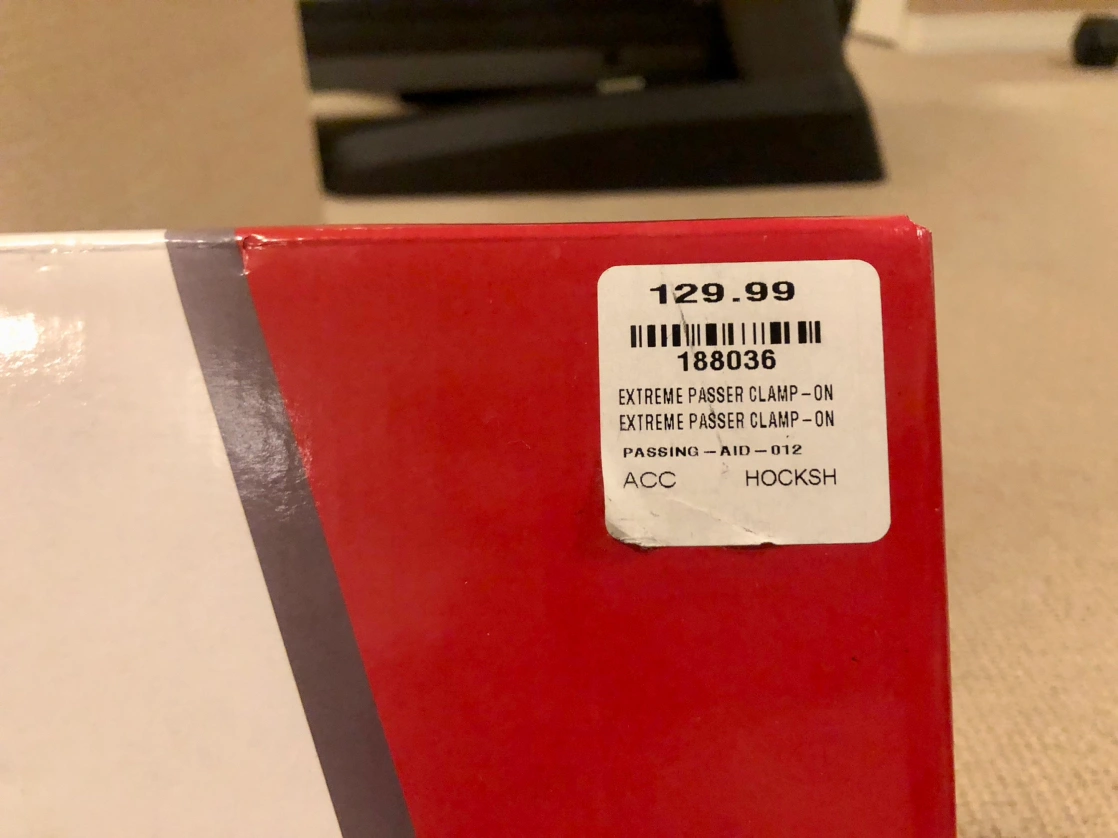 129.99
188036
EXTREME PASSER CLAMP-ON
EXTREME PASSER CLAMP-ON
PASSING-AID-012
ACC HOCKSH